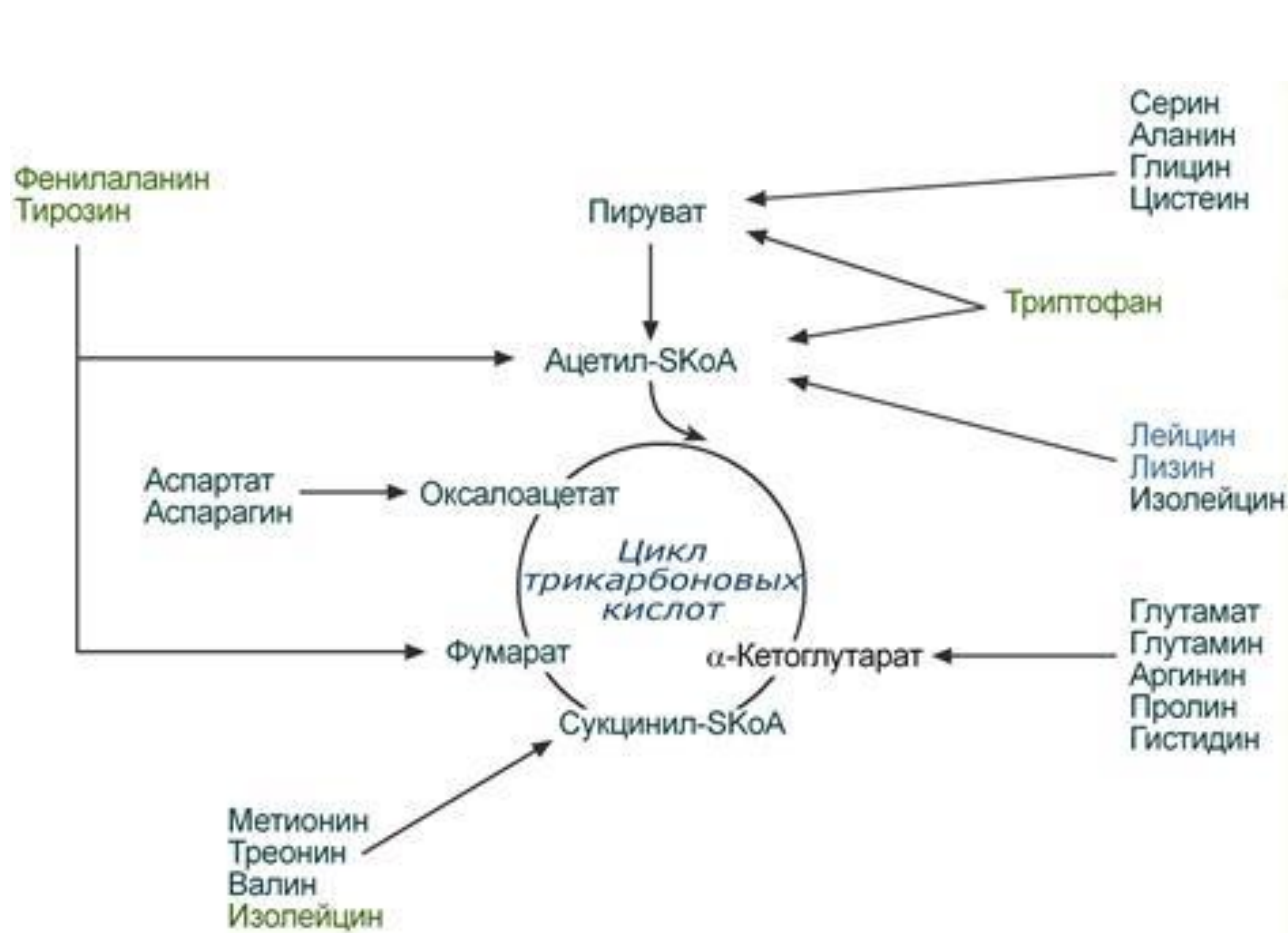 Серин
Аланин
Глицин
Цистеин
Фенилаланин
Тирозин
Пируват
Триптофан
Ацетил-SKoA
Лейцин
Лизин
Изолейцин
Аспартат
Аспарагин
Оксалоацетат
Цикл
трикарбоновых
кислот
Глутамат
Глутамин
Аргинин
Пролин
Гистидин
Фумарат
α-Кетоглутарат
Сукцинил-SKoA
Метионин
Треонин
Валин
Изолейцин